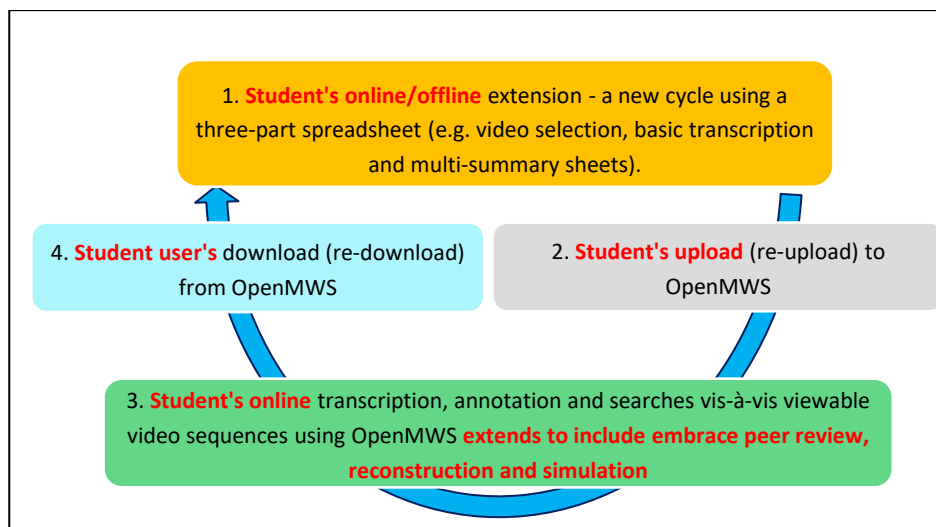 1. Student's online/offline extension - a new cycle using a
three-part spreadsheet (e.g. video selection, basic transcription
and multi-summary sheets).
4. Student user's download (re-download)
from OpenMWS
2. Student's upload (re-upload) to
OpenMWS
3. Student's online transcription, annotation and searches vis-à-vis viewable
video sequences using OpenMWS extends to include embrace peer review,
reconstruction and simulation